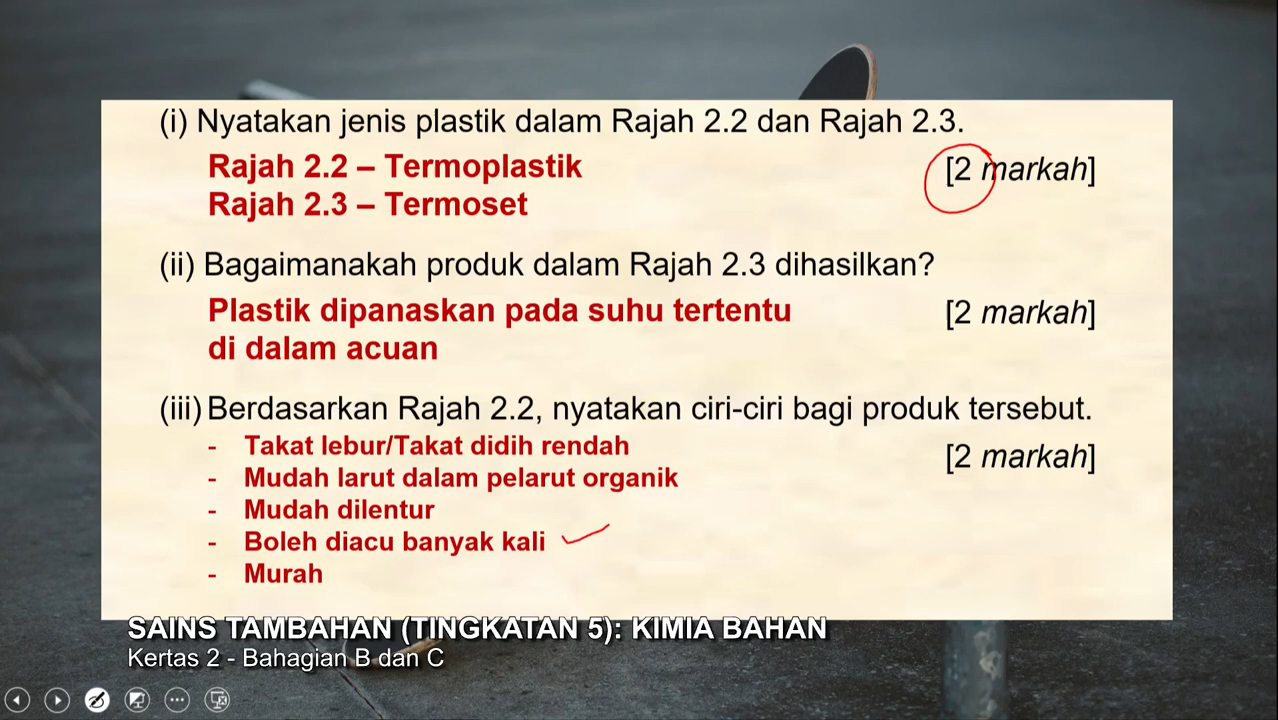 (i) Nyatakan jenis plastik dalam Rajah 2.2 dan Rajah 2.3.
Rajah 2.2 – Termoplastik [2 markah]
Rajah 2.3 – Termoset
(ii) Bagaimanakah produk dalam Rajah 2.3 dihasilkan?
Plastik dipanaskan pada suhu tertentu [2 markah]
di dalam acuan
(iii) Berdasarkan Rajah 2.2, nyatakan ciri-ciri bagi produk tersebut.
- Takat lebur/Takat didih rendah [2 markah]
- Mudah larut dalam pelarut organik
- Mudah dilentur
- Boleh diacu banyak kali
- Murah
SAINS TAMBAHAN (TINGKATAN 5): KIMIA BAHAN
Kertas 2 - Bahagian B dan C